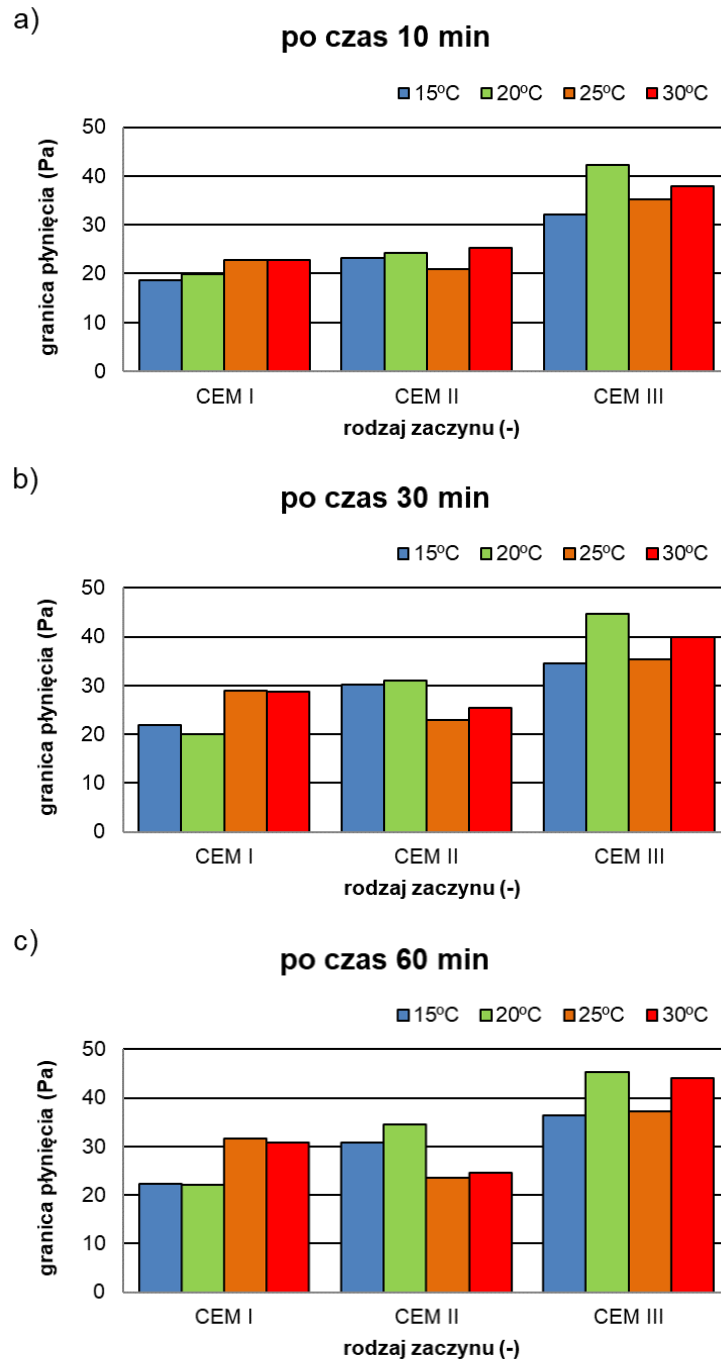 a)
po czas 10 min
15ºC 20ºC 25ºC 30ºC
granica płynięcia (Pa)
50
40
30
20
10
0
CEM I CEM II CEM III
rodzaj zaczynu (-)
b)
po czas 30 min
15ºC 20ºC 25ºC 30ºC
granica płynięcia (Pa)
50
40
30
20
10
0
CEM I CEM II CEM III
rodzaj zaczynu (-)
c)
po czas 60 min
15ºC 20ºC 25ºC 30ºC
granica płynięcia (Pa)
50
40
30
20
10
0
CEM I CEM II CEM III
rodzaj zaczynu (-)